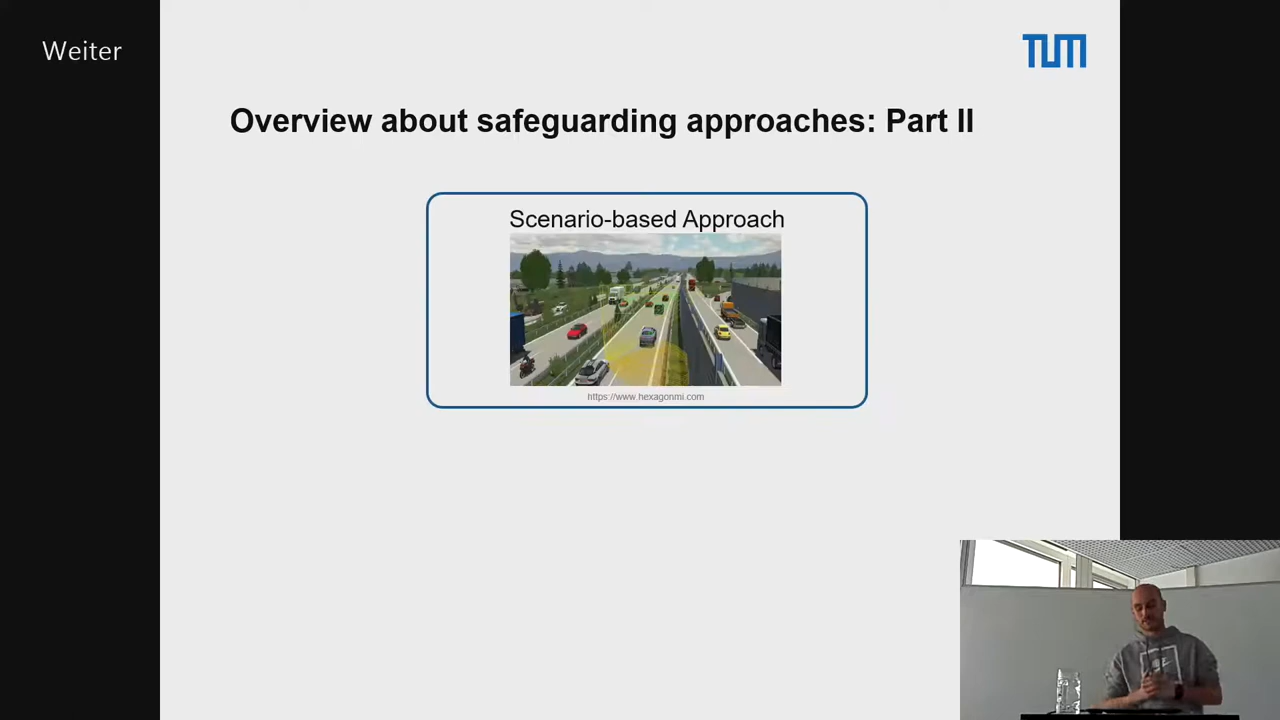 Weiter
TUM
Overview about safeguarding approaches: Part II
Scenario-based Approach
https://www.hexagonmi.com